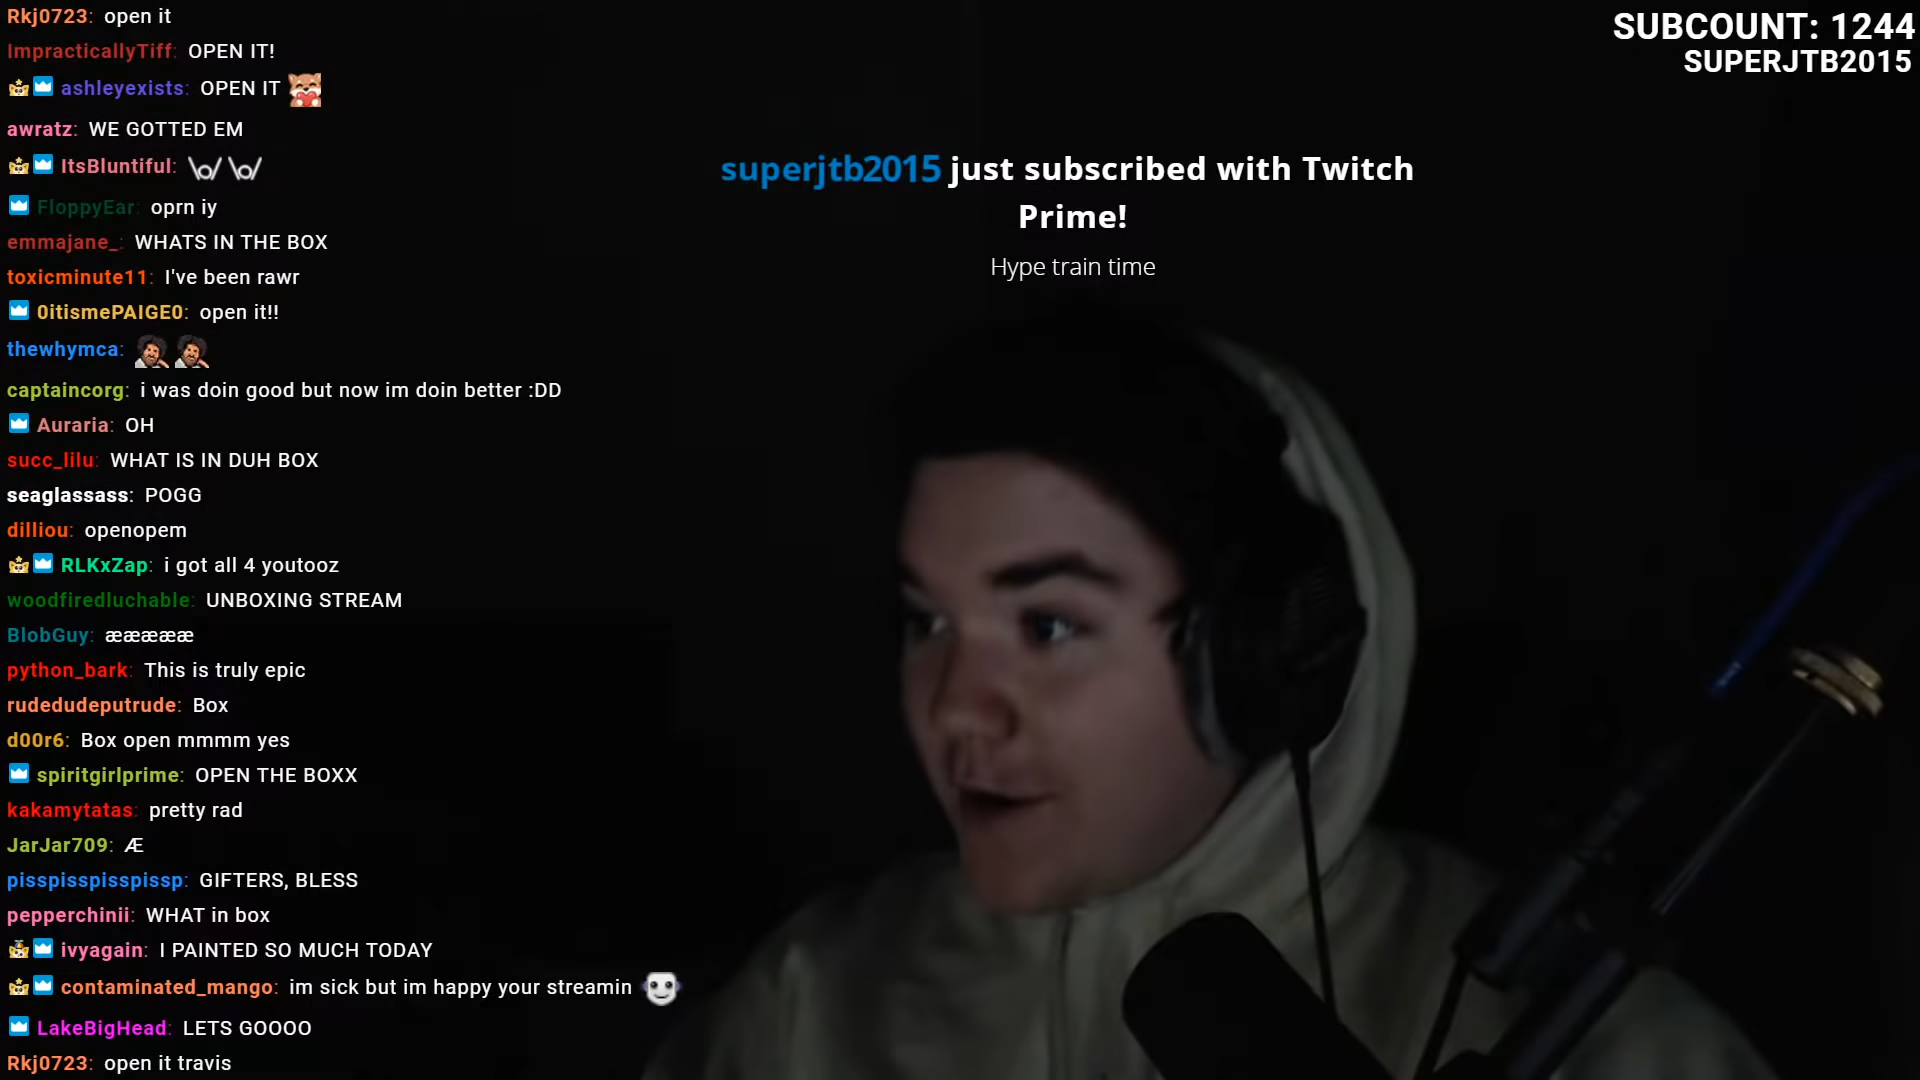 Rkj0723: open it
ImpracticallyTiff: OPEN IT!
ashleyexists: OPEN IT
awratz: WE GOTTED EM
ItsBluntiful: \o/ \o/
FloppyEar: oprn iy
emmajane_: WHATS IN THE BOX
toxicminute11: I've been rawr
0itismePAIGE0: open it!!
thewhymca:
captaincorg: i was doin good but now im doin better :DD
Auraria: OH
succ_lilu: WHAT IS IN DUH BOX
seaglassass: POGG
dilliou: openopem
RLKxZap: i got all 4 youtooz
woodfiredluchable: UNBOXING STREAM
BlobGuy: æææææ
python_bark: This is truly epic
rudedudeputrude: Box
d00r6: Box open mmmm yes
spiritgirlprime: OPEN THE BOXX
kakamytatas: pretty rad
JarJar709: Æ
pisspisspisspissp: GIFTERS, BLESS
pepperchinii: WHAT in box
ivyagain: I PAINTED SO MUCH TODAY
contaminated_mango: im sick but im happy your streamin
LakeBigHead: LETS GOOOO
Rkj0723: open it travis
superjtb2015 just subscribed with Twitch
Prime!
Hype train time
SUBCOUNT: 1244
SUPERJTB2015